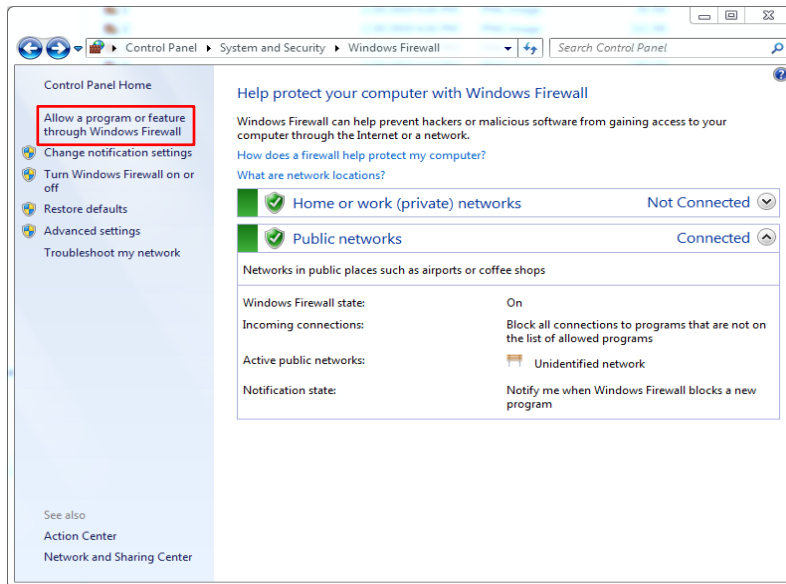 Control Panel ▸ System and Security ▸ Windows Firewall
Search Control Panel
Control Panel Home
Allow a program or feature
through Windows Firewall
Change notification settings
Turn Windows Firewall on or
off
Restore defaults
Advanced settings
Troubleshoot my network
See also
Action Center
Network and Sharing Center
Help protect your computer with Windows Firewall
Windows Firewall can help prevent hackers or malicious software from gaining access to your
computer through the Internet or a network.
How does a firewall help protect my computer?
What are network locations?
Home or work (private) networks Not Connected
Public networks Connected
Networks in public places such as airports or coffee shops
Windows Firewall state: On
Incoming connections: Block all connections to programs that are not on
the list of allowed programs
Active public networks: Unidentified network
Notification state: Notify me when Windows Firewall blocks a new
program